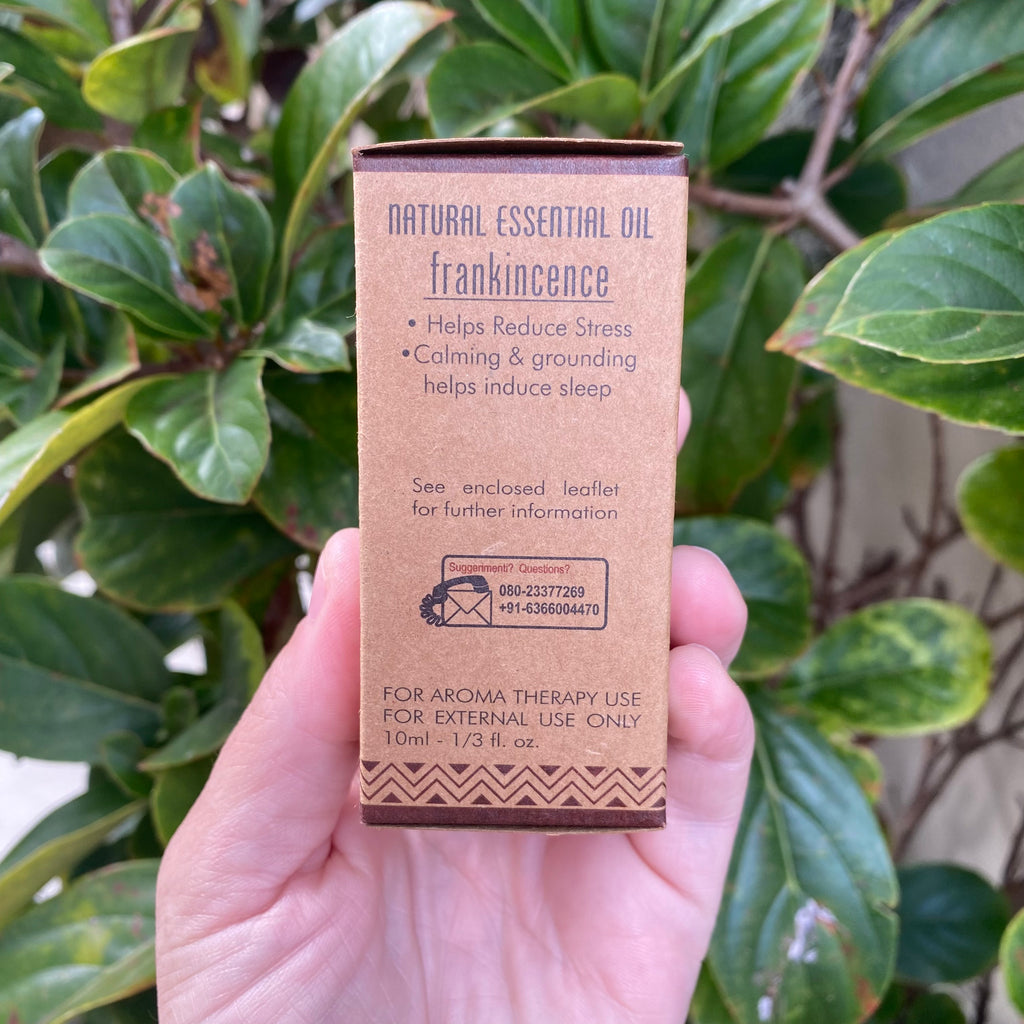 NATURAL ESSENTIAL OIL
frankincence
• Helps Reduce Stress
• Calming & grounding
helps induce sleep
See enclosed leaflet
for further information
Suggenmenti? Questions?
080-23377269
+91-6366004470
FOR AROMA THERAPY USE
FOR EXTERNAL USE ONLY
10ml - 1/3 fl. oz.